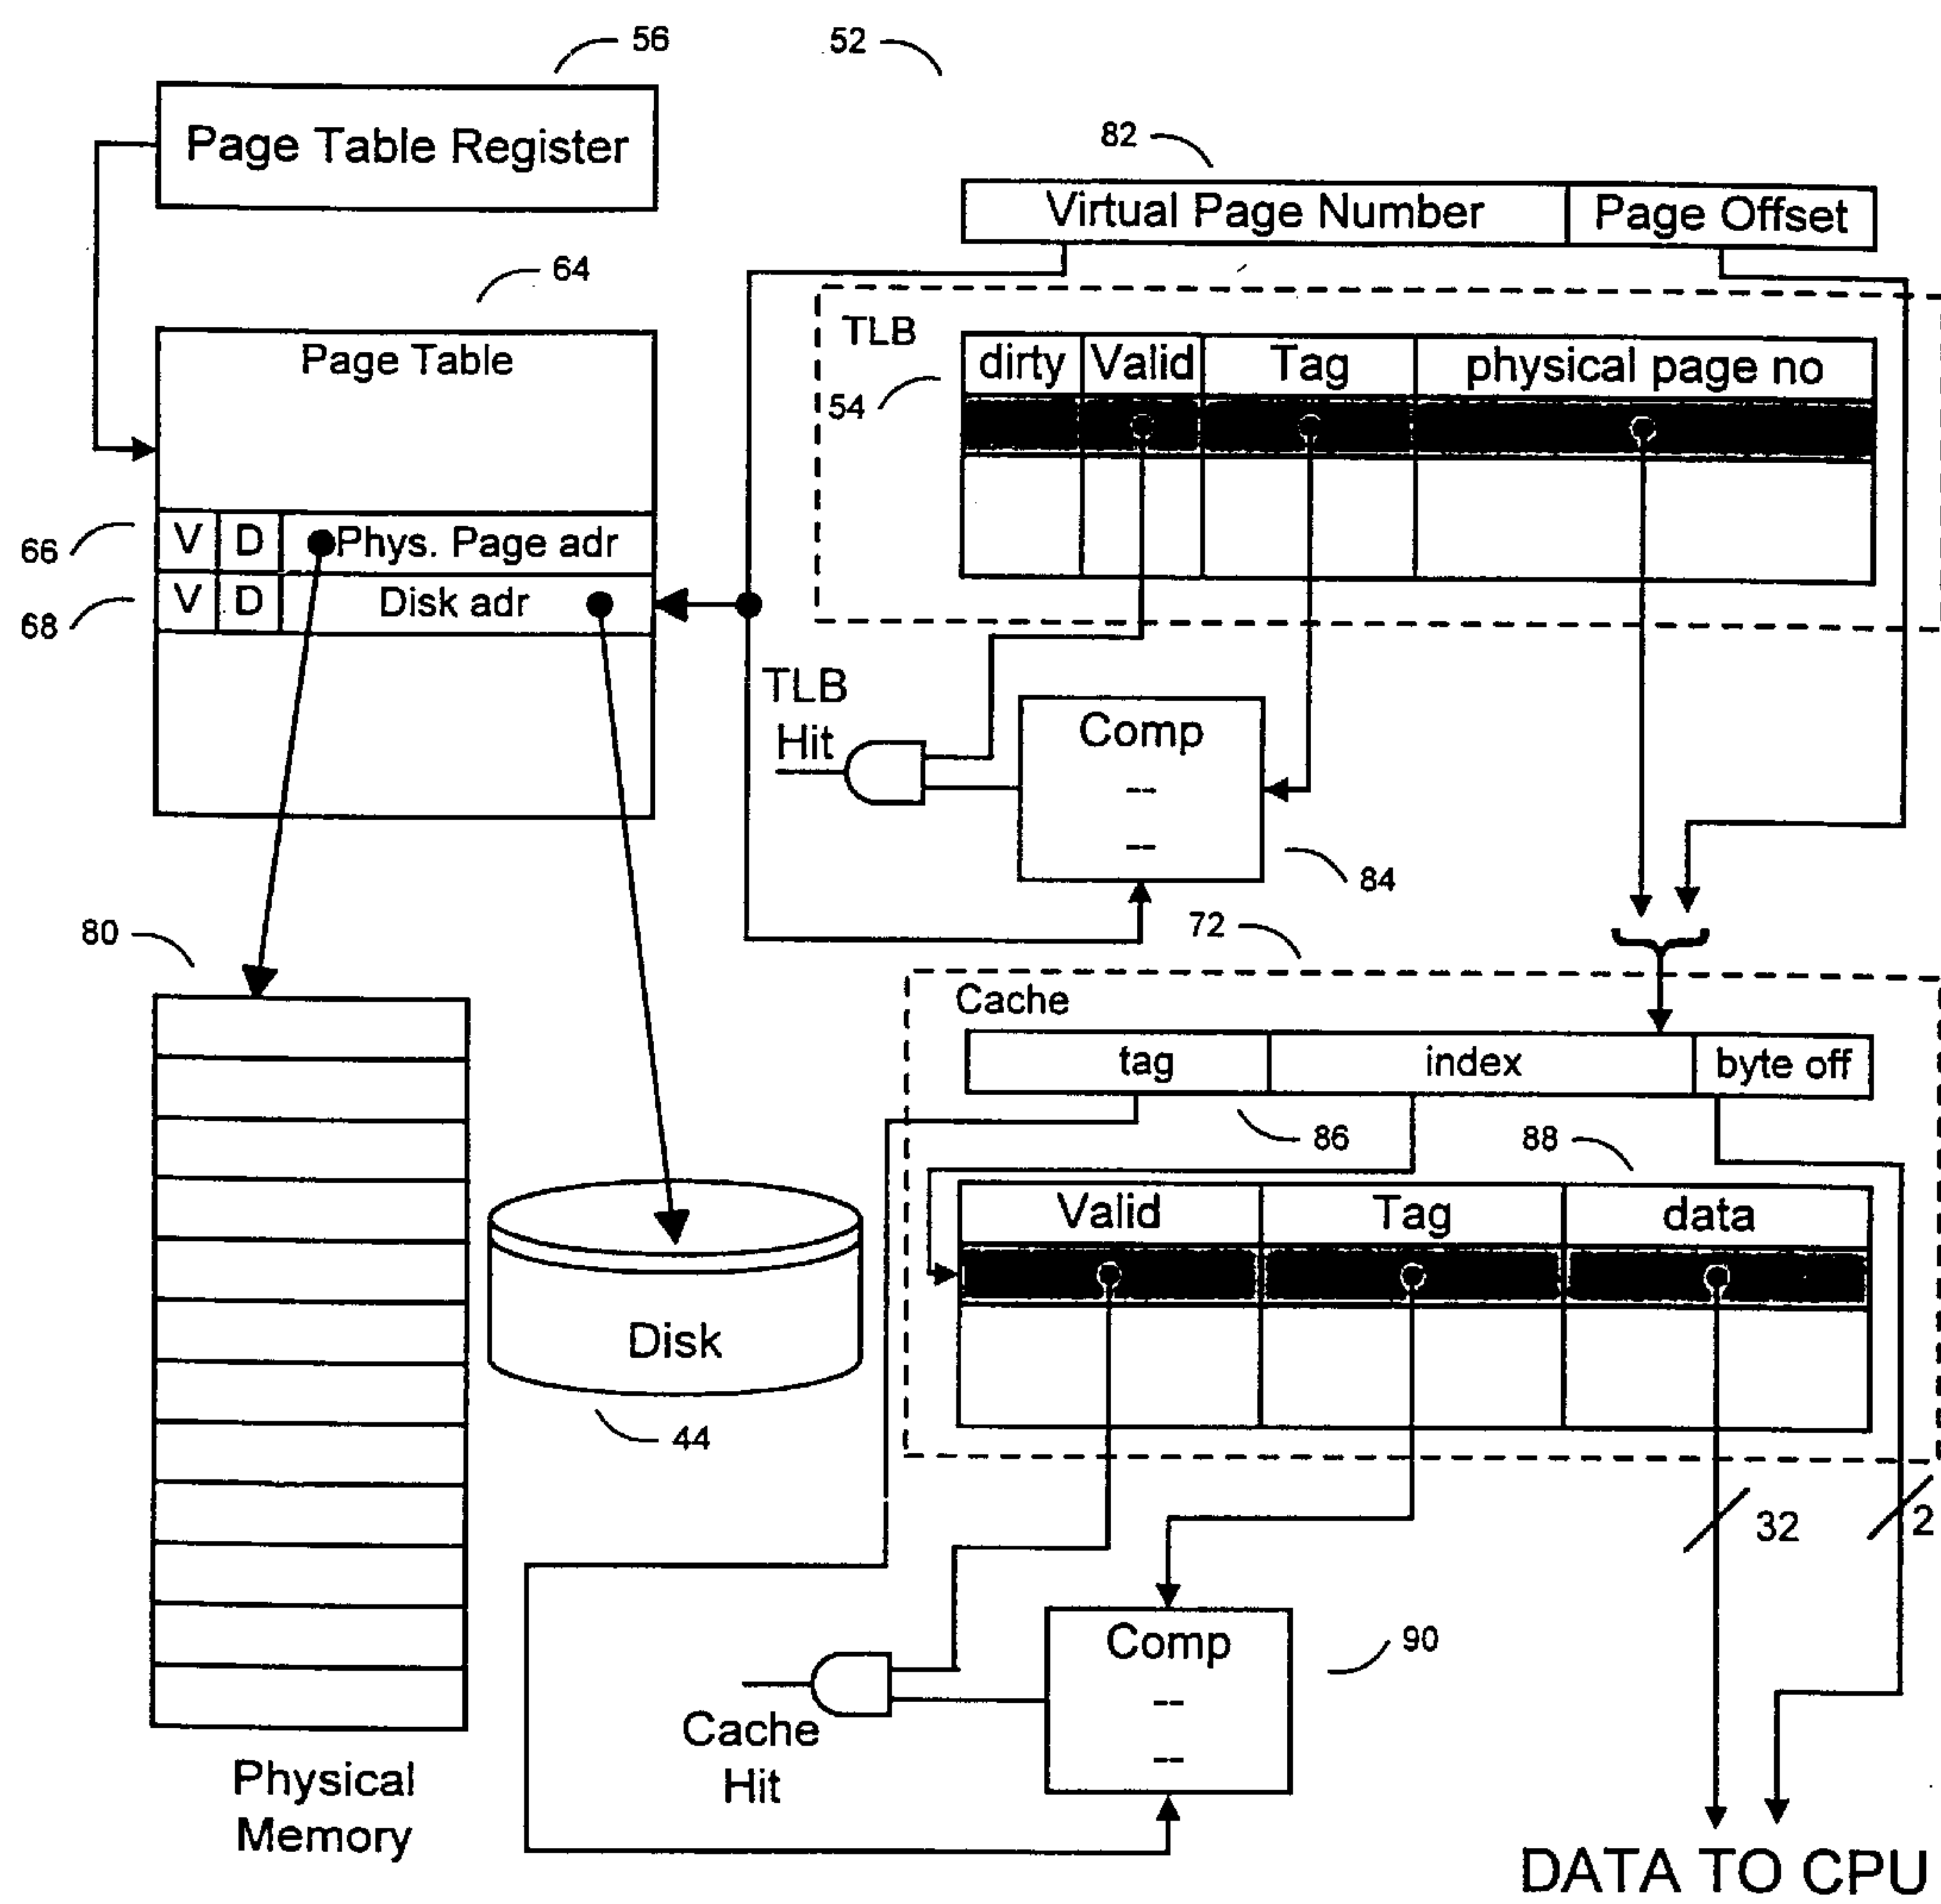 56
52
Page Table Register
82
Virtual Page Number Page Offset
64
Page Table
TLB
dirty Valid Tag physical page no
54
66
V D Phys. Page adr
68
V D Disk adr
TLB
Hit
Comp
--
--
84
80
72
Cache
tag index byte off
86
88
Valid Tag data
Disk
44
32
2
Comp
--
--
90
Cache
Hit
Physical
Memory
DATA TO CPU